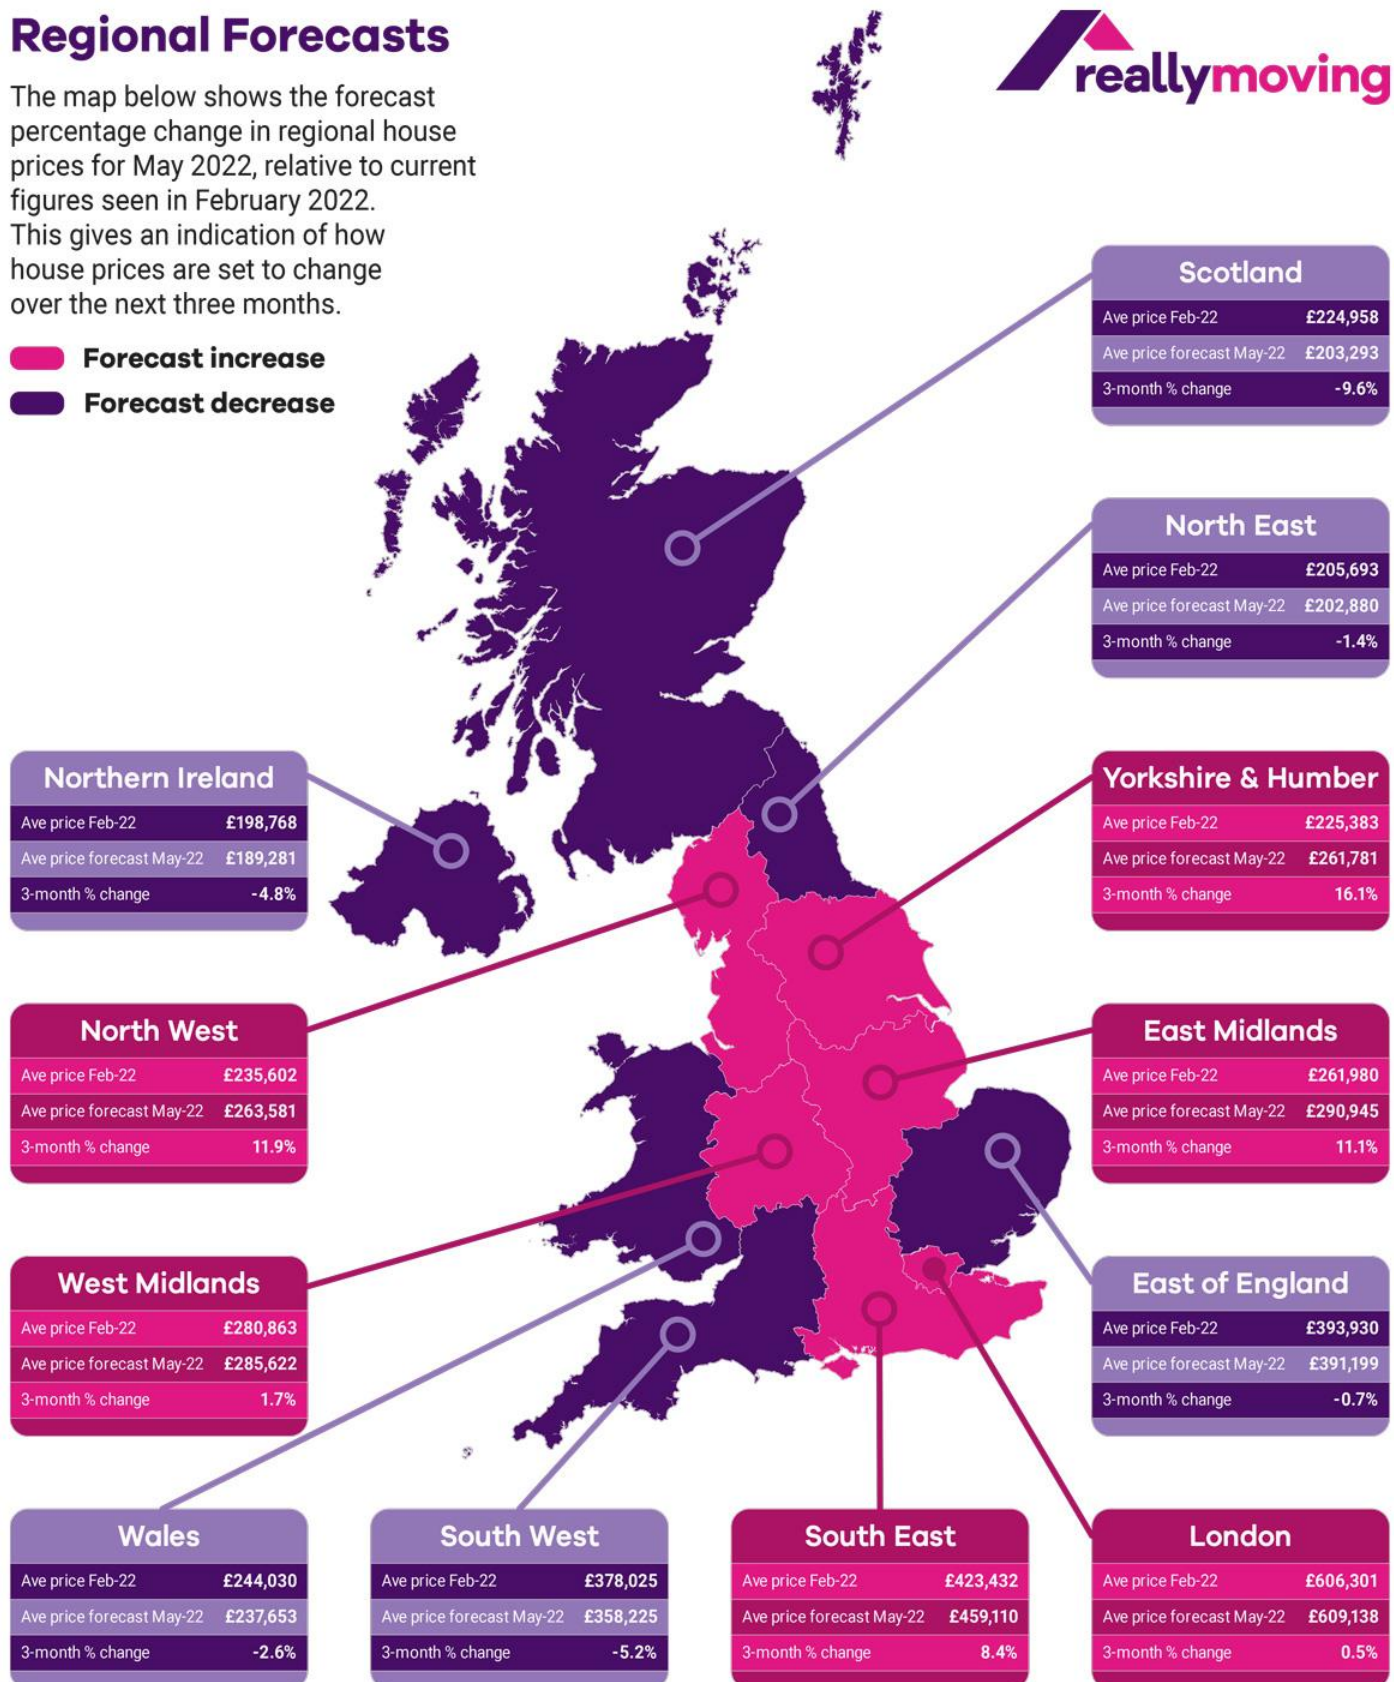 Regional Forecasts
reallymoving
The map below shows the forecast
percentage change in regional house
prices for May 2022, relative to current
figures seen in February 2022.
This gives an indication of how
house prices are set to change
over the next three months.
Forecast increase
Forecast decrease
Scotland
Ave price Feb-22 £224,958
Ave price forecast May-22 £203,293
3-month % change -9.6%
North East
Ave price Feb-22 £205,693
Ave price forecast May-22 £202,880
3-month % change -1.4%
Northern Ireland
Ave price Feb-22 £198,768
Ave price forecast May-22 £189,281
3-month % change -4.8%
Yorkshire & Humber
Ave price Feb-22 £225,383
Ave price forecast May-22 £261,781
3-month % change 16.1%
North West
Ave price Feb-22 £235,602
Ave price forecast May-22 £263,581
3-month % change 11.9%
East Midlands
Ave price Feb-22 £261,980
Ave price forecast May-22 £290,945
3-month % change 11.1%
West Midlands
Ave price Feb-22 £280,863
Ave price forecast May-22 £285,622
3-month % change 1.7%
East of England
Ave price Feb-22 £393,930
Ave price forecast May-22 £391,199
3-month % change -0.7%
Wales
Ave price Feb-22 £244,030
Ave price forecast May-22 £237,653
3-month % change -2.6%
South West
Ave price Feb-22 £378,025
Ave price forecast May-22 £358,225
3-month % change -5.2%
South East
Ave price Feb-22 £423,432
Ave price forecast May-22 £459,110
3-month % change 8.4%
London
Ave price Feb-22 £606,301
Ave price forecast May-22 £609,138
3-month % change 0.5%